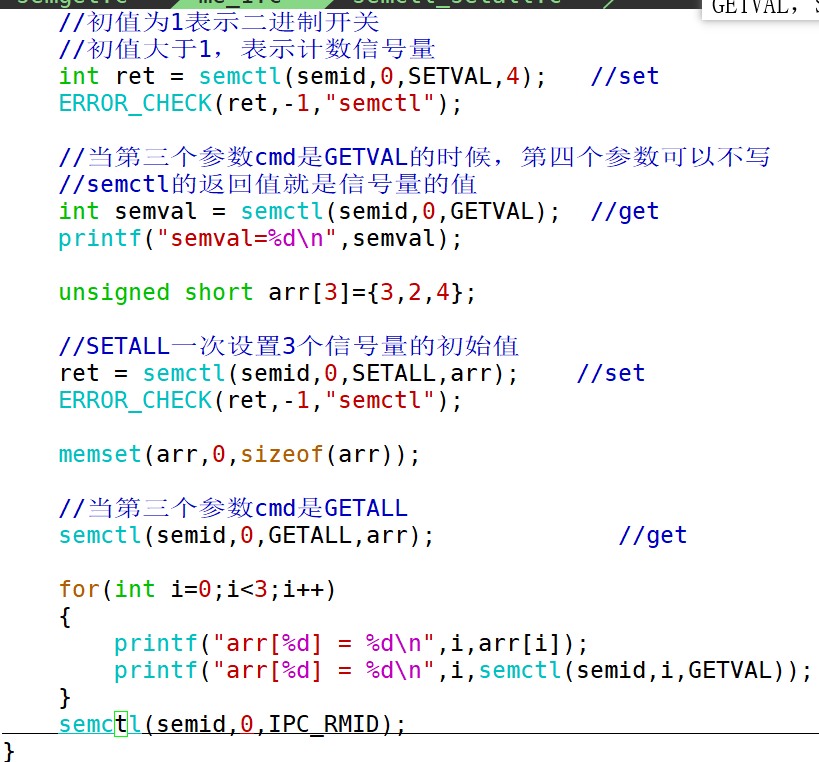 GETVAL,
//初值为1表示二进制开关
//初值大于1，表示计数信号量
int ret = semctl(semid,0,SETVAL,4);   //set
ERROR_CHECK(ret,-1,"semctl");
//当第三个参数cmd是GETVAL的时候，第四个参数可以不写
//semctl的返回值就是信号量的值
int semval = semctl(semid,0,GETVAL);  //get
printf("semval=%d\n",semval);
unsigned short arr[3]={3,2,4};
//SETALL一次设置3个信号量的初始值
ret = semctl(semid,0,SETALL,arr);    //set
ERROR_CHECK(ret,-1,"semctl");
memset(arr,0,sizeof(arr));
//当第三个参数cmd是GETALL
semctl(semid,0,GETALL,arr);             //get
for(int i=0;i<3;i++)
{
printf("arr[%d] = %d\n",i,arr[i]);
printf("arr[%d] = %d\n",i,semctl(semid,i,GETVAL));
}
semctl(semid,0,IPC_RMID);
}